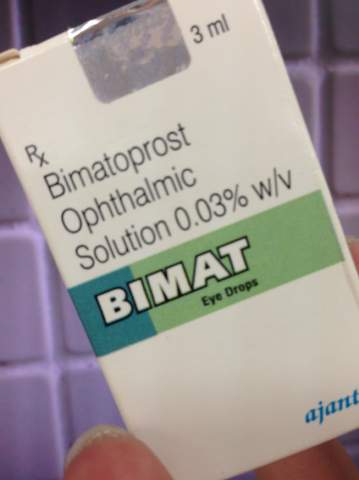 3 ml
Rx
Bimatoprost
Ophthalmic
Solution 0.03% w/v
BIMAT
Eye Drops
ajant